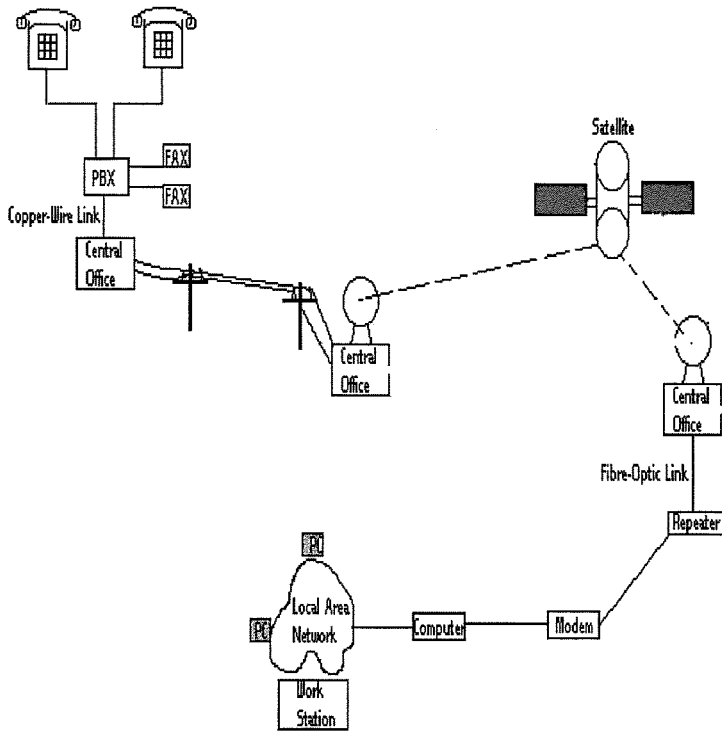 Satellite
FAX
PBX
FAX
Copper-Wire Link
Central
Office
Central
Office
Central
Office
Fibre-Optic Link
Repeater
PC
Local Area
Network
PC
Computer
Modem
Work
Station